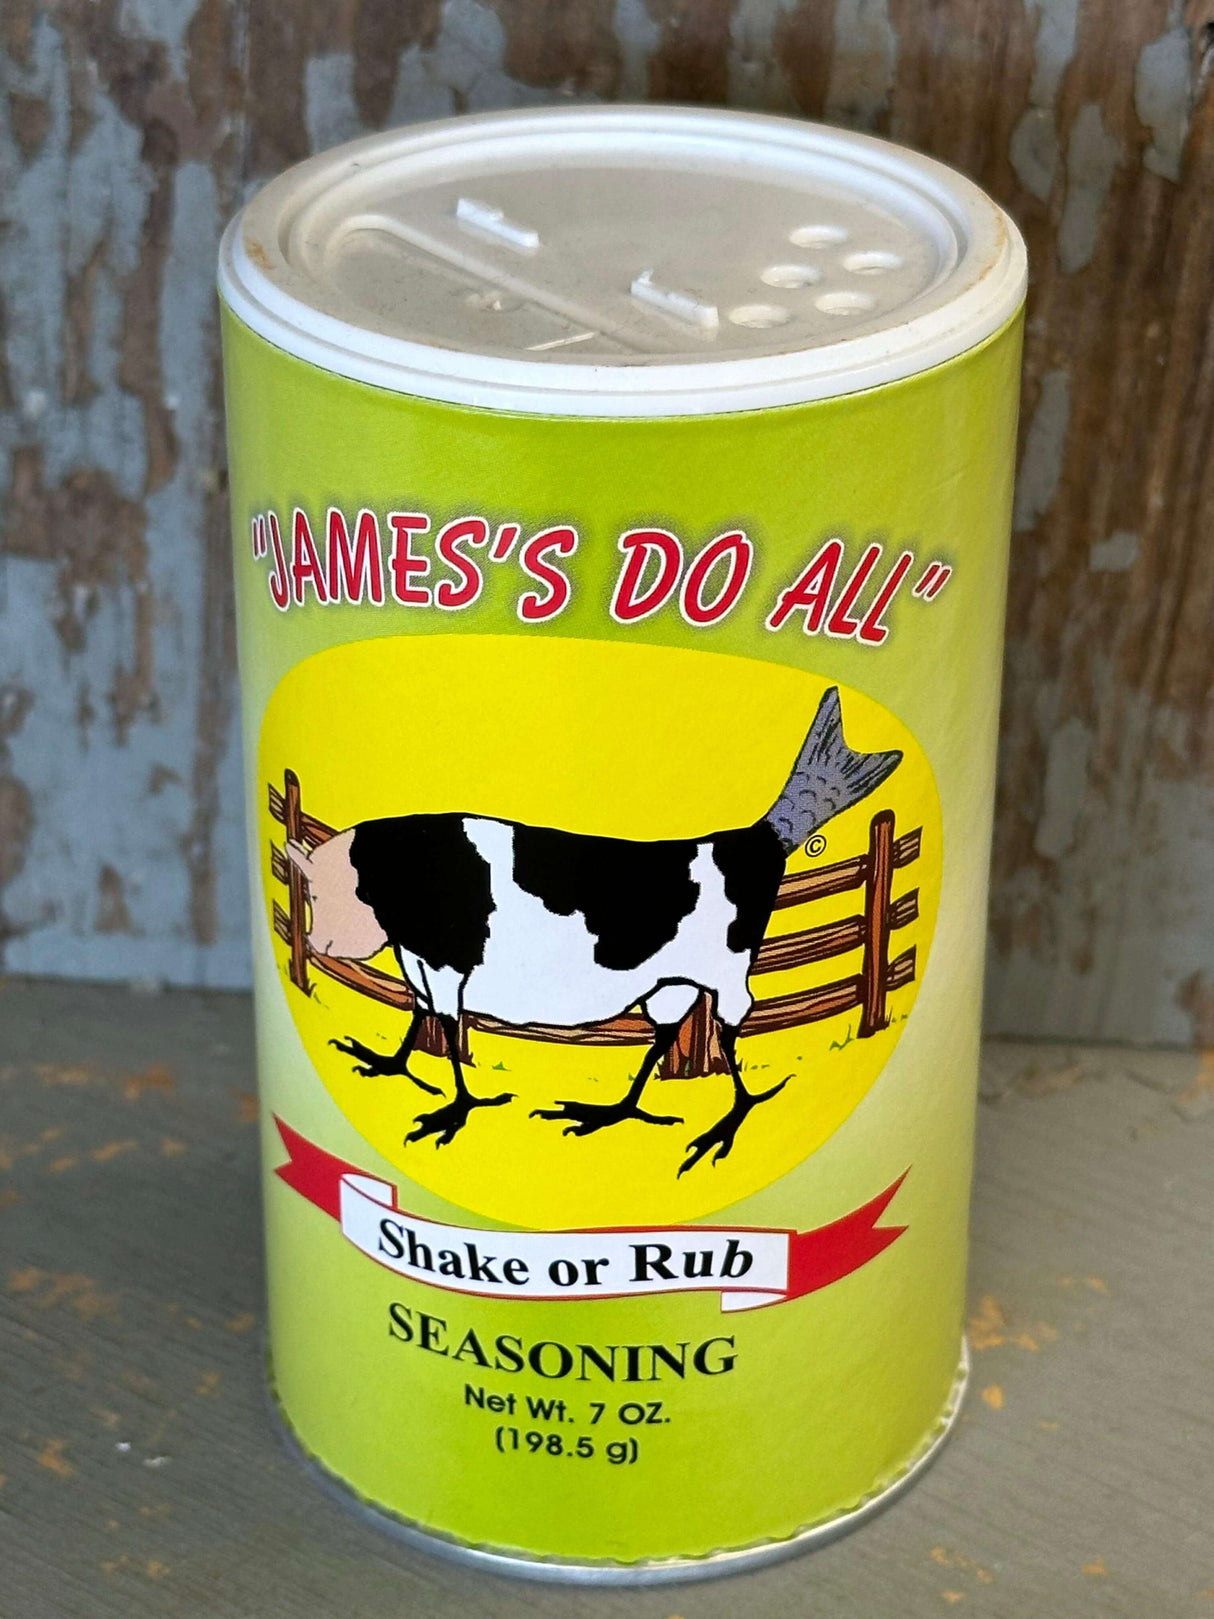 "JAMES'S DO ALL"
©
Shake or Rub
SEASONING
Net Wt. 7 OZ.
(198.5 g)